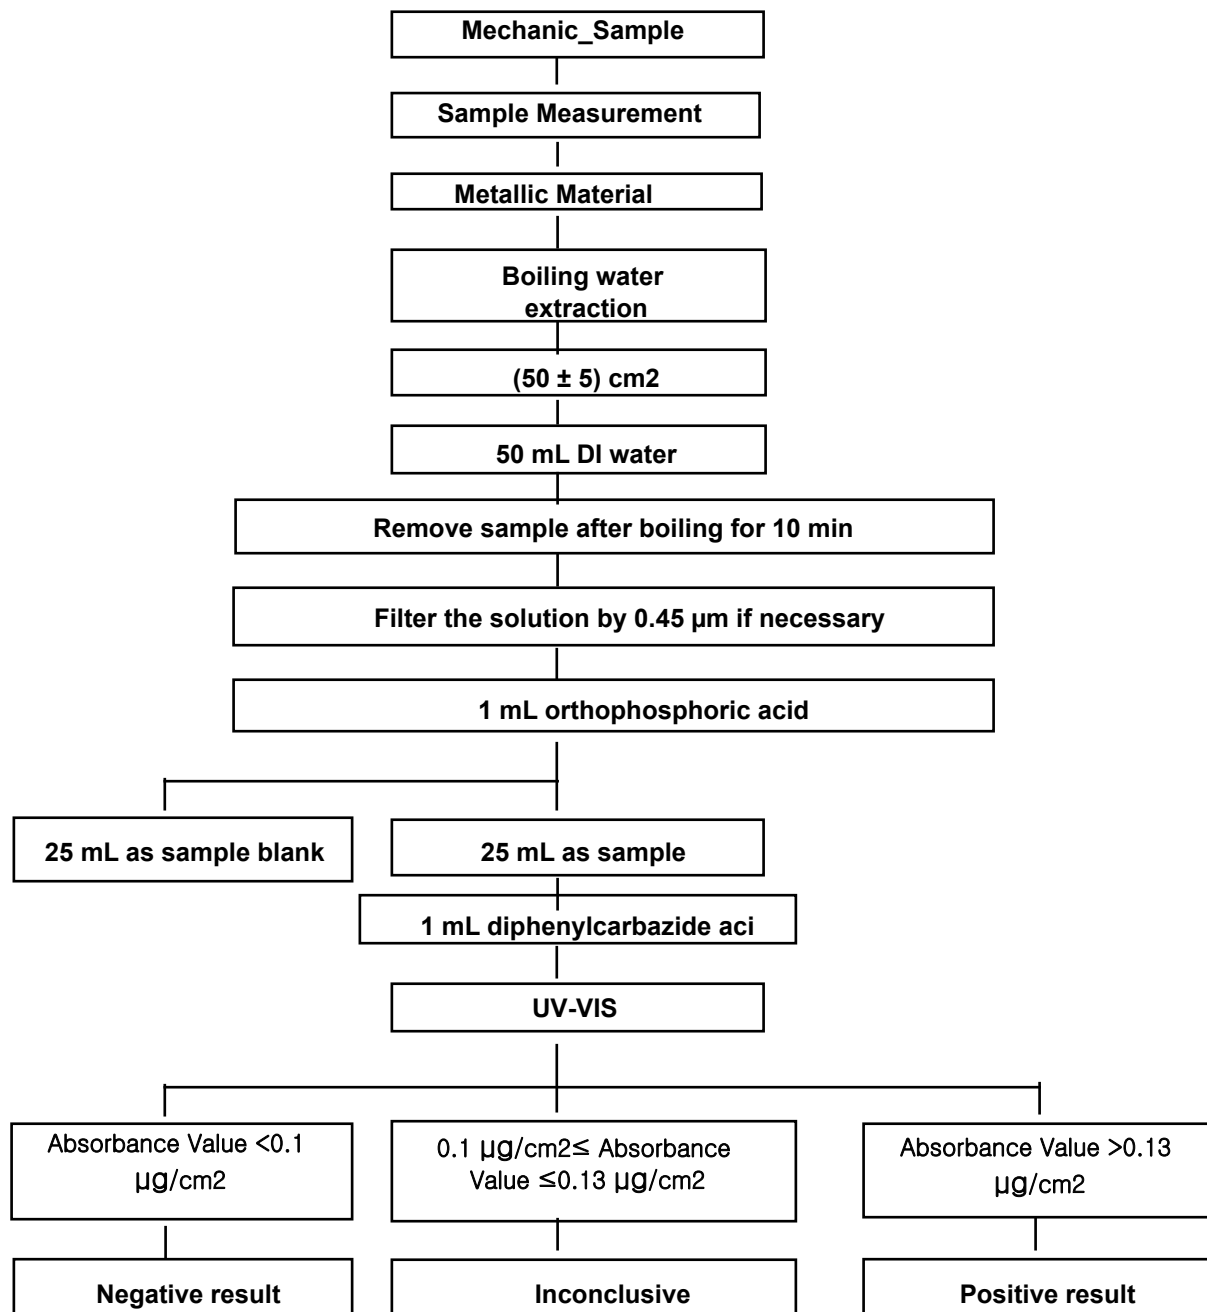 Mechanic_Sample
Sample Measurement
Metallic Material
Boiling water
extraction
(50 ± 5) cm2
50 mL DI water
Remove sample after boiling for 10 min
Filter the solution by 0.45 µm if necessary
1 mL orthophosphoric acid
25 mL as sample blank
25 mL as sample
1 mL diphenylcarbazide aci
UV-VIS
Absorbance Value <0.1
µg/cm2
0.1 µg/cm2≤ Absorbance
Value ≤0.13 µg/cm2
Absorbance Value >0.13
µg/cm2
Negative result
Inconclusive
Positive result